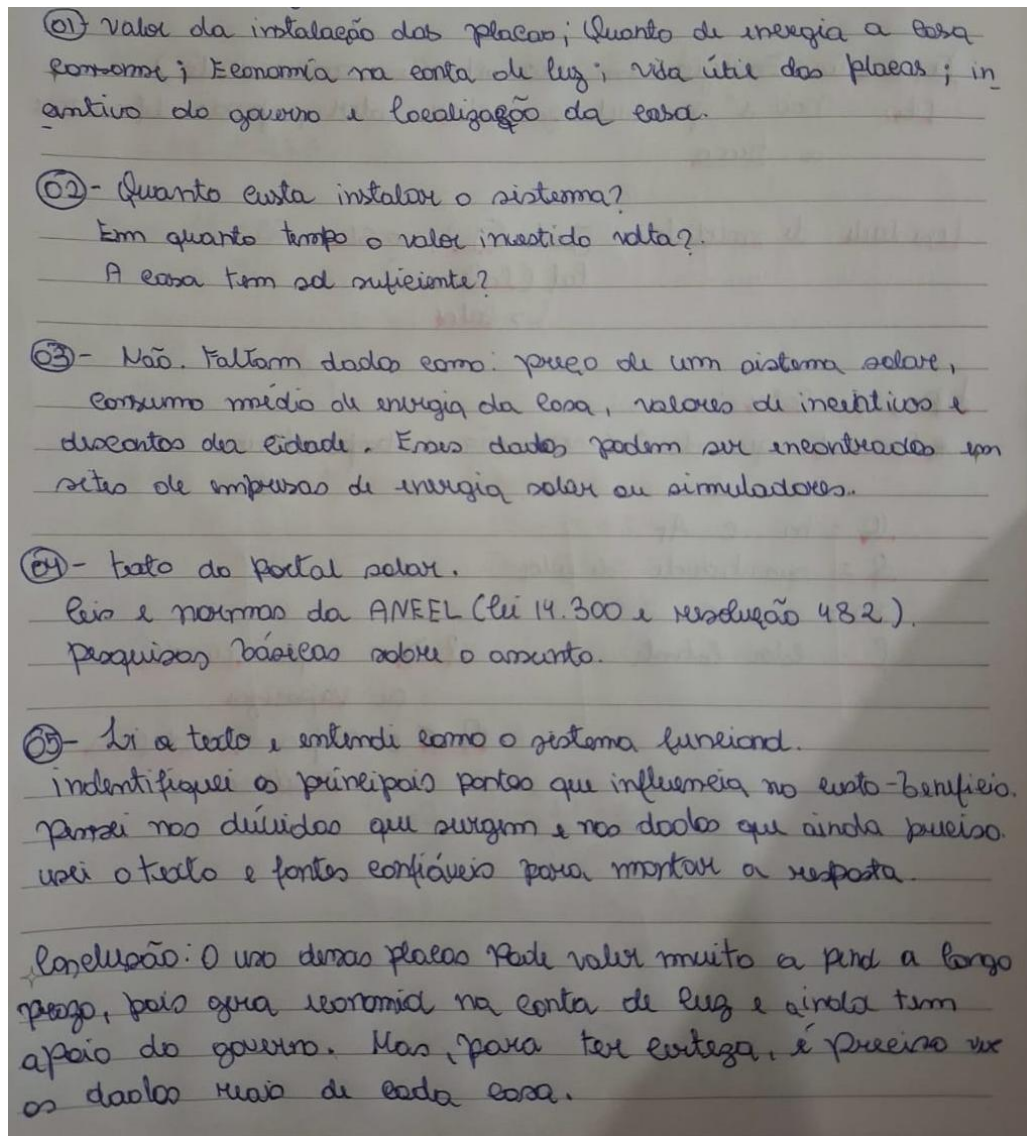 01) Valor da instalação das placas; Quanto de energia a casa
consome; Economia na conta de luz; vida útil das placas; in_
centivo do governo e localização da casa.
02 - Quanto custa instalar o sistema?
Em quanto tempo o valor investido volta?
A casa tem sol suficiente?
03 - Não. Faltam dados como: preço de um sistema solar,
consumo médio de energia da casa, valores de incentivos e
descontos da cidade. Esses dados podem ser encontrados em
sites de empresas de energia solar ou simuladores.
04 - texto do portal solar.
leis e normas da ANEEL (lei 14.300 e resolução 482).
pesquisas básicas sobre o assunto.
05 - Li o texto e entendi como o sistema funciona.
indentifiquei os principais pontos que influencia no custo-benefício.
pensei nas dúvidas que surgem e nos dados que ainda preciso.
usei o texto e fontes confiáveis para montar a resposta.
Conclusão: O uso dessas placas Pode valer muito a pena a longo
prazo, pois gera economia na conta de luz e ainda tem
apoio do governo. Mas, para ter certeza, é preciso ver
os dados reais de cada casa.